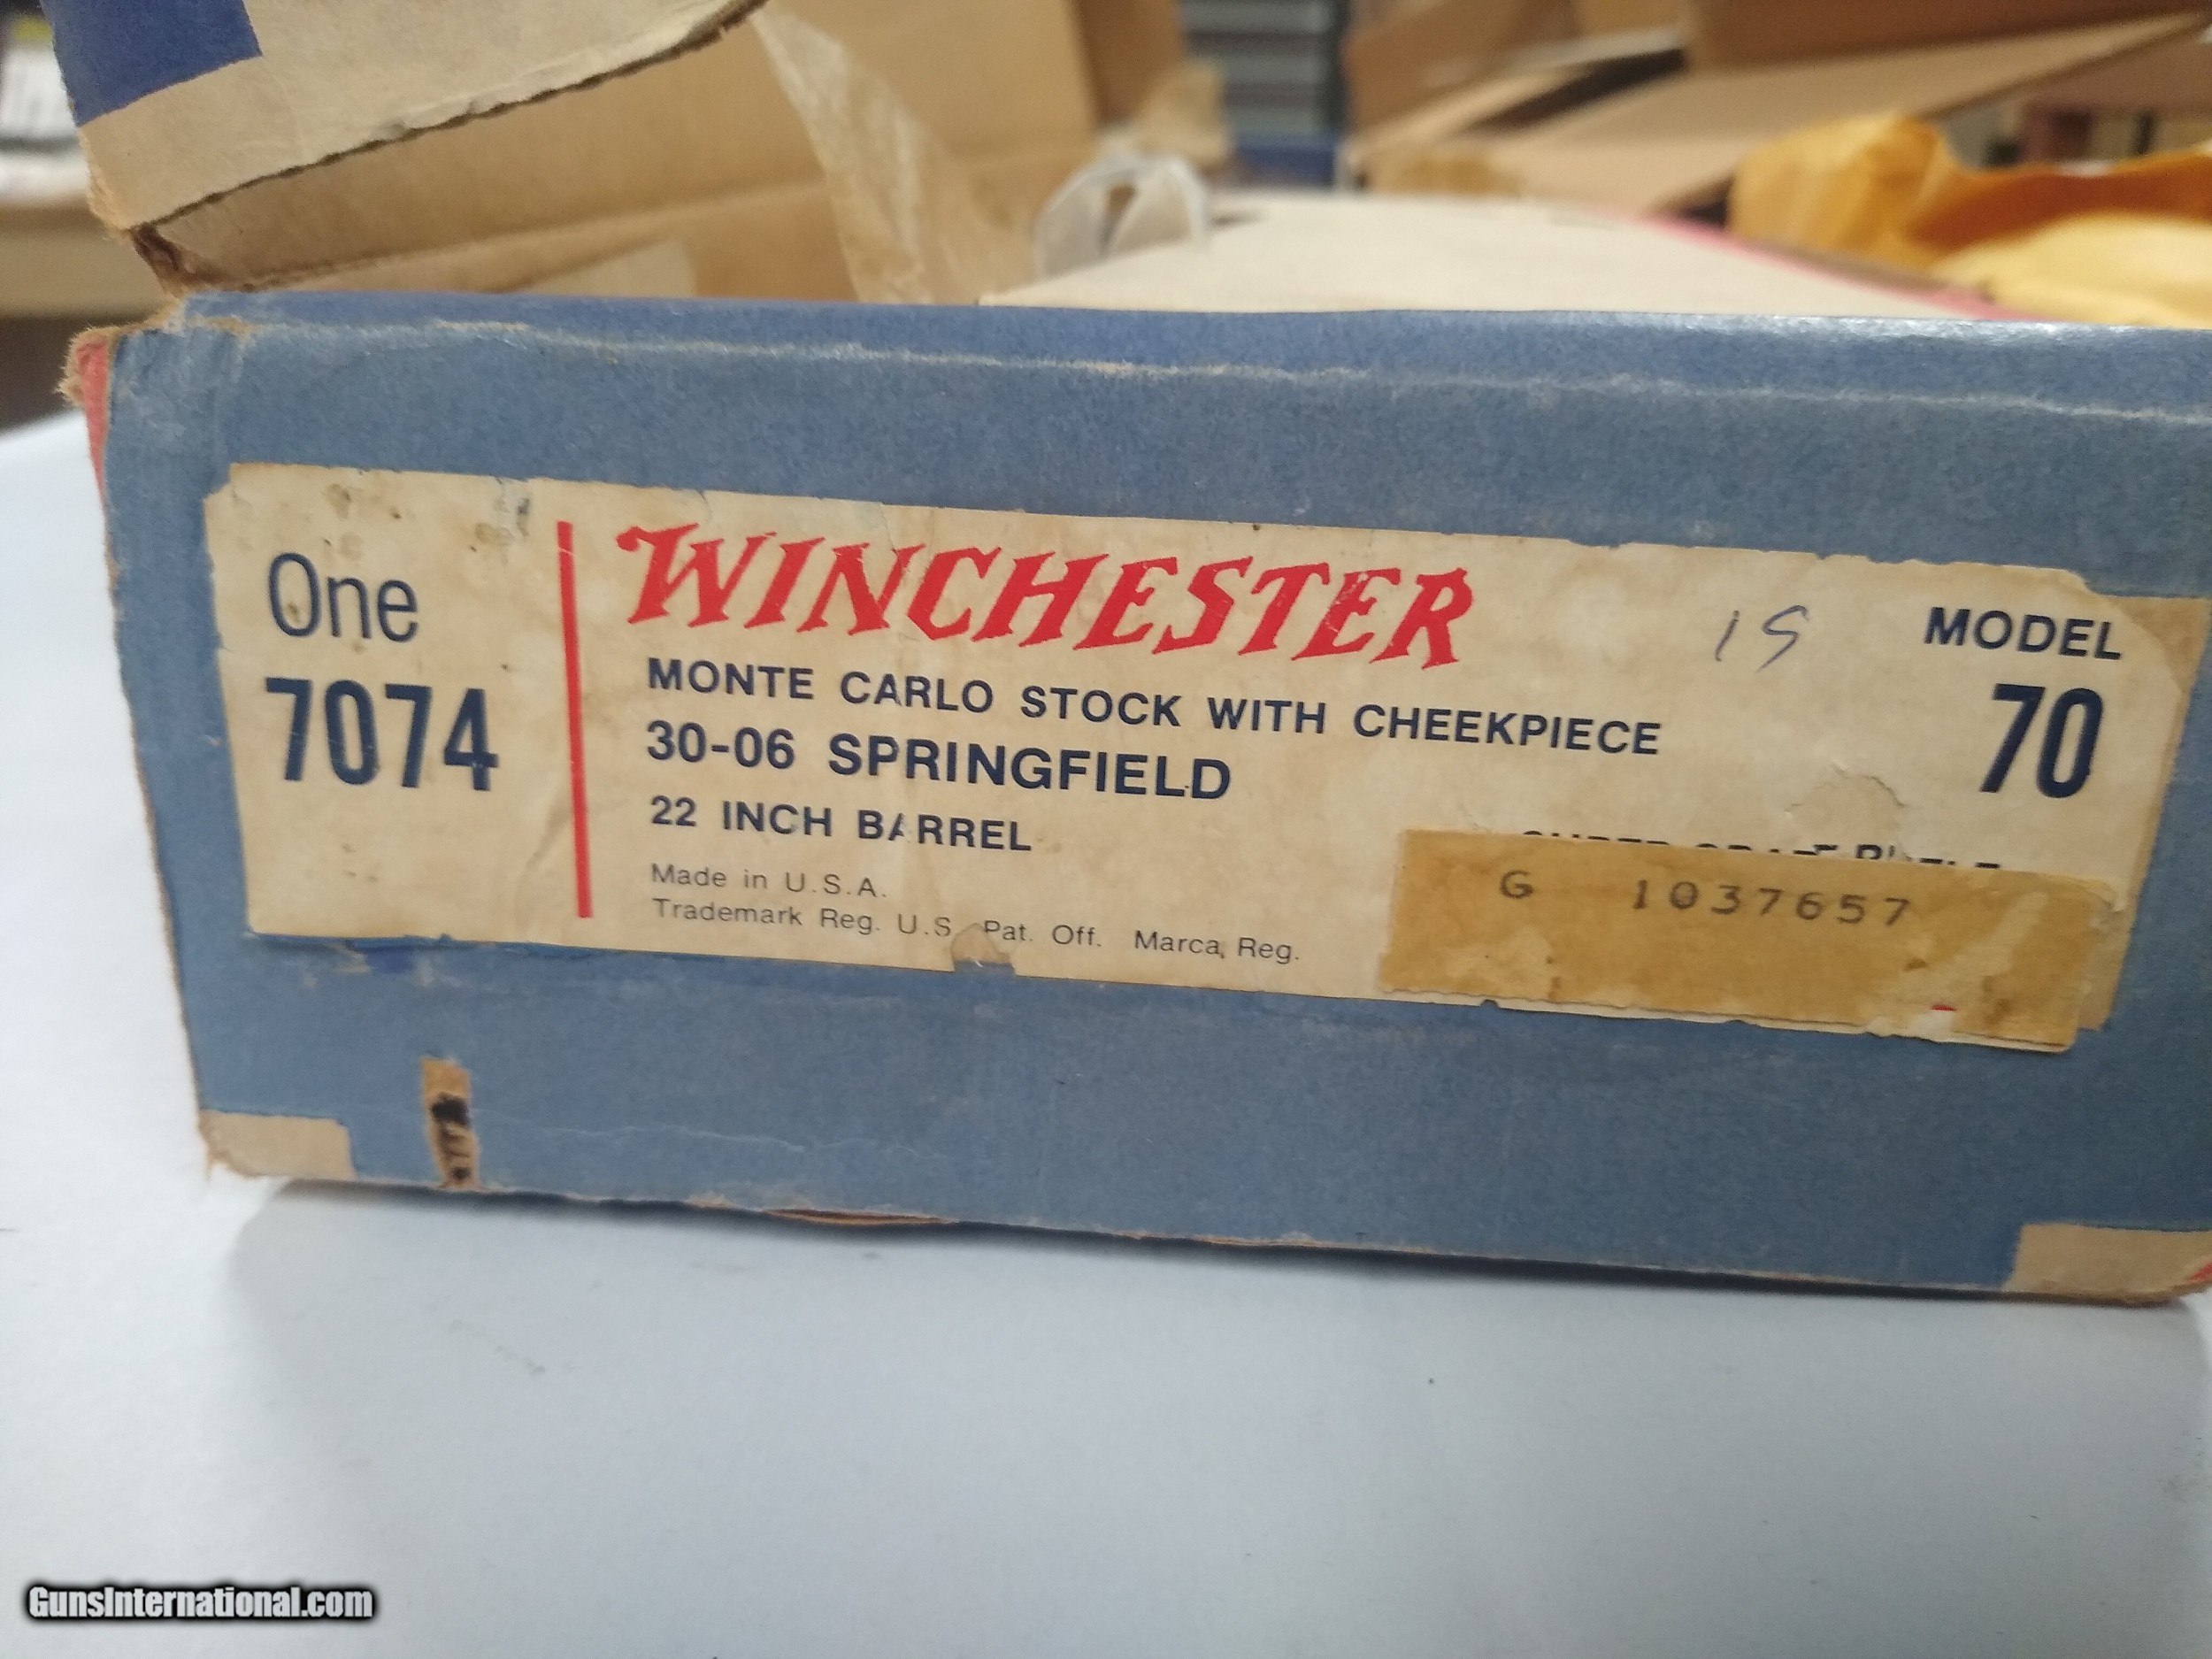 One
7074
WINCHESTER
MONTE CARLO STOCK WITH CHEEKPIECE
30-06 SPRINGFIELD
22 INCH BARREL
Made in U.S.A.
Trademark Reg. U.S. Pat. Off. Marca Reg.
15
MODEL
70
G 1037657
GunsInternational.com